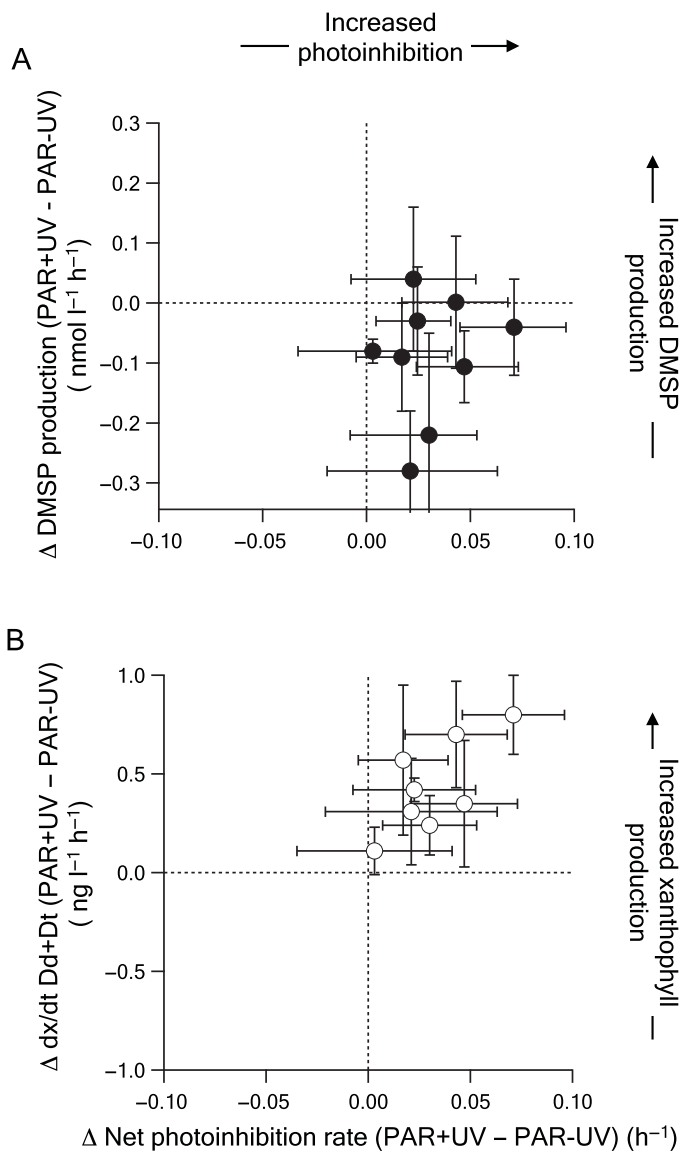 Increased
photoinhibition
A
Δ DMSP production (PAR+UV - PAR-UV)
( nmol l⁻¹ h⁻¹)
0.3
0.2
0.1
0.0
−0.1
−0.2
−0.3
−0.10
−0.05
0.00
0.05
0.10
Increased DMSP
production
B
Δ dx/dt Dd+Dt (PAR+UV – PAR-UV)
( ng l⁻¹ h⁻¹)
1.0
0.5
0.0
−0.5
−1.0
−0.10
−0.05
0.00
0.05
0.10
Increased xanthophyll
production
Δ Net photoinhibition rate (PAR+UV – PAR-UV) (h⁻¹)